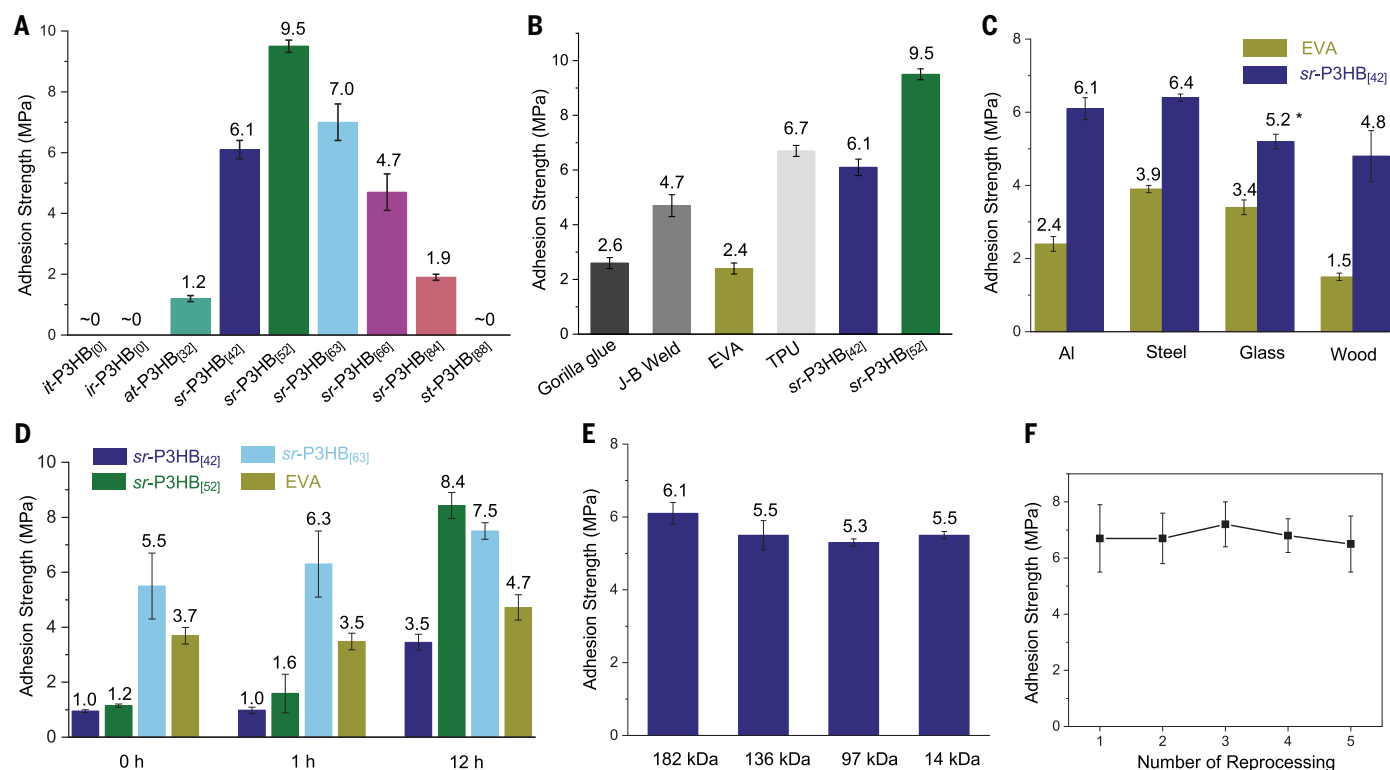 A
Adhesion Strength (MPa)
10
8
6
4
2
0
~0
~0
1.2
6.1
9.5
7.0
4.7
1.9
~0
it-P3HB[0]
ir-P3HB[0]
at-P3HB[32]
sr-P3HB[42]
sr-P3HB[52]
sr-P3HB[63]
sr-P3HB[66]
sr-P3HB[84]
st-P3HB[88]
B
Adhesion Strength (MPa)
10
8
6
4
2
0
2.6
4.7
2.4
6.7
6.1
9.5
Gorilla glue
J-B Weld
EVA
TPU
sr-P3HB[42]
sr-P3HB[52]
C
EVA
sr-P3HB[42]
Adhesion Strength (MPa)
8
6
4
2
0
2.4
6.1
3.9
6.4
3.4
5.2 *
1.5
4.8
Al
Steel
Glass
Wood
D
sr-P3HB[42]
sr-P3HB[63]
sr-P3HB[52]
EVA
Adhesion Strength (MPa)
10
8
6
4
2
0
1.0
1.2
5.5
3.7
1.0
1.6
6.3
3.5
3.5
8.4
7.5
4.7
0 h
1 h
12 h
E
Adhesion Strength (MPa)
8
6
4
2
0
6.1
5.5
5.3
5.5
182 kDa
136 kDa
97 kDa
14 kDa
F
Adhesion Strength (MPa)
8
6
4
2
0
1
2
3
4
5
Number of Reprocessing